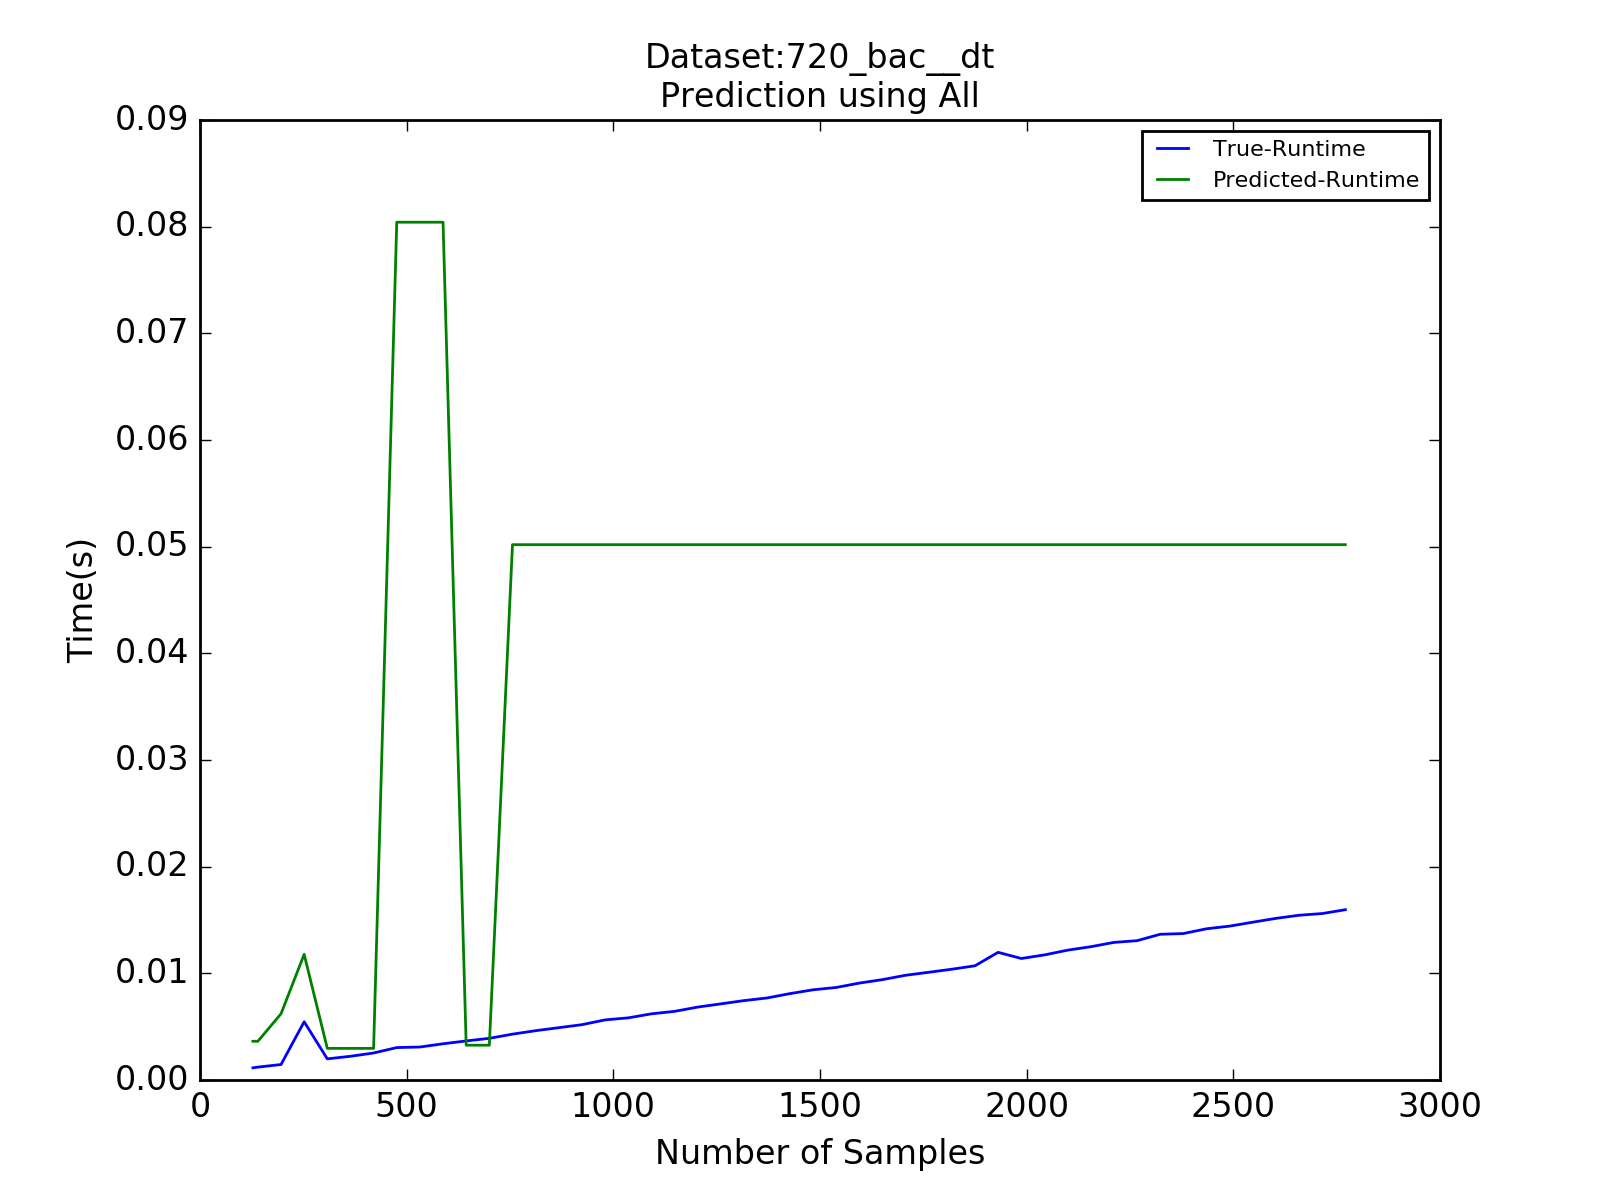 Dataset:720_bac__dt
Prediction using All
True-Runtime
Predicted-Runtime
0.09
0.08
0.07
0.06
0.05
0.04
0.03
0.02
0.01
0.00
Time(s)
0 500 1000 1500 2000 2500 3000
Number of Samples